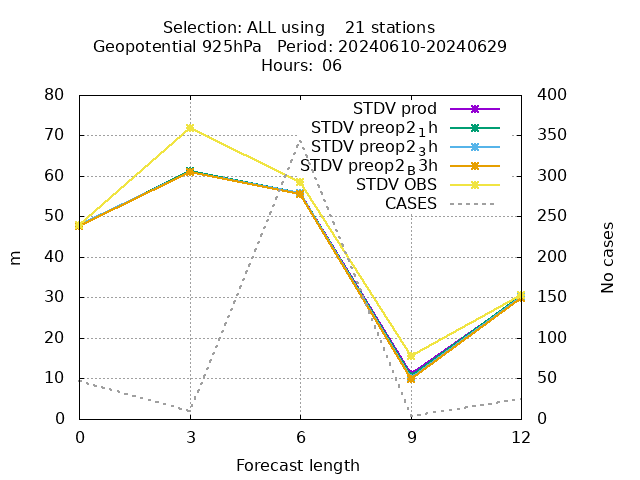 Selection: ALL using    21 stations
Geopotential 925hPa   Period: 20240610-20240629
Hours: 06
STDV prod
STDV preop2_1h
STDV preop2_3h
STDV preop2_B3h
STDV OBS
CASES
80
70
60
50
40
30
20
10
0
m
400
350
300
250
200
150
100
50
0
No cases
0 3 6 9 12
Forecast length